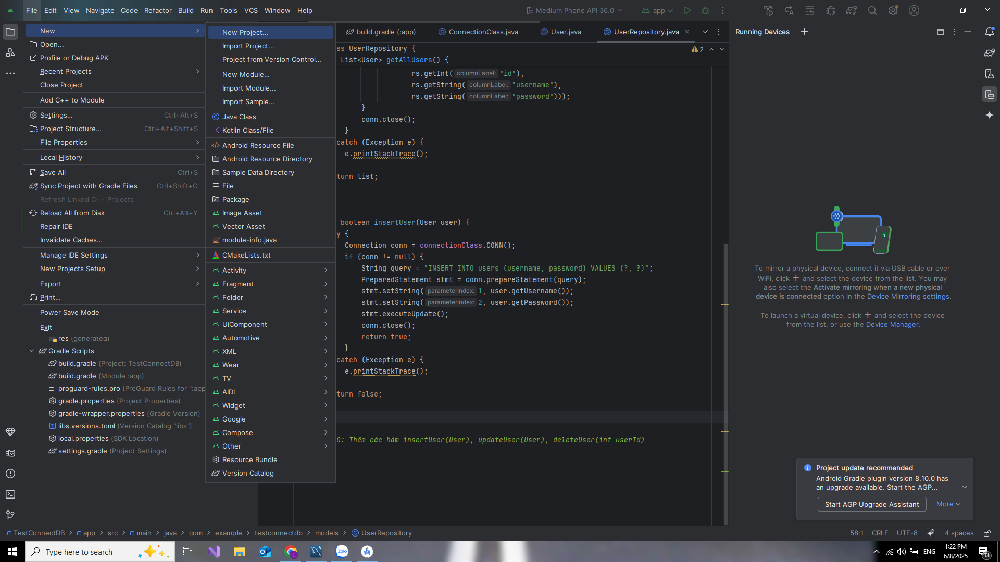 File Edit View Navigate Code Refactor Build Run Tools VCS Window Help
Medium Phone API 36.0
app
New
Open...
Profile or Debug APK
Recent Projects
Close Project
Add C++ to Module
Settings... Ctrl+Alt+S
Project Structure... Ctrl+Alt+Shift+S
File Properties
Local History
Save All Ctrl+S
Sync Project with Gradle Files Ctrl+Shift+O
Refresh Linked C++ Projects
Reload All from Disk Ctrl+Alt+Y
Repair IDE
Invalidate Caches...
Manage IDE Settings
New Projects Setup
Export
Print...
Power Save Mode
Exit
res (generated)
Gradle Scripts
build.gradle (Project: TestConnectDB)
build.gradle (Module :app)
proguard-rules.pro (ProGuard Rules for ":app
gradle.properties (Project Properties)
gradle-wrapper.properties (Gradle Version)
libs.versions.toml (Version Catalog "libs")
local.properties (SDK Location)
settings.gradle (Project Settings)
New Project...
Import Project...
Project from Version Control...
New Module...
Import Module...
Import Sample...
Java Class
Kotlin Class/File
Android Resource File
Android Resource Directory
Sample Data Directory
File
Package
Image Asset
Vector Asset
module-info.java
CMakeLists.txt
Activity
Fragment
Folder
Service
UiComponent
Automotive
XML
Wear
TV
AIDL
Widget
Google
Compose
Other
Resource Bundle
Version Catalog
build.gradle (:app) ConnectionClass.java User.java UserRepository.java
2
ss UserRepository {
List<User> getAllUsers() {
rs.getInt( columnLabel: "id"),
rs.getString( columnLabel: "username"),
rs.getString( columnLabel: "password")));
}
conn.close();
}
catch (Exception e) {
e.printStackTrace();
turn list;
boolean insertUser(User user) {
y {
Connection conn = connectionClass.CONN();
if (conn != null) {
String query = "INSERT INTO users (username, password) VALUES (?, ?)";
PreparedStatement stmt = conn.prepareStatement(query);
stmt.setString( parameterIndex: 1, user.getUsername());
stmt.setString( parameterIndex: 2, user.getPassword());
stmt.executeUpdate();
conn.close();
return true;
}
catch (Exception e) {
e.printStackTrace();
turn false;
O: Thêm các hàm insertUser(User), updateUser(User), deleteUser(int userId)
Running Devices
To mirror a physical device, connect it via USB cable or over
WiFi, click + and select the device from the list. You may
also select the Activate mirroring when a new physical
device is connected option in the Device Mirroring settings.
To launch a virtual device, click + and select the device
from the list, or use the Device Manager.
Project update recommended
Android Gradle plugin version 8.10.0 has
an upgrade available. Start the AGP...
Start AGP Upgrade Assistant More
TestConnectDB > app > src > main > java > com > example > testconnectdb > models > UserRepository
58:1 CRLF UTF-8 4 spaces
Type here to search
Zalo
L
ENG
1:22 PM
6/8/2025
13